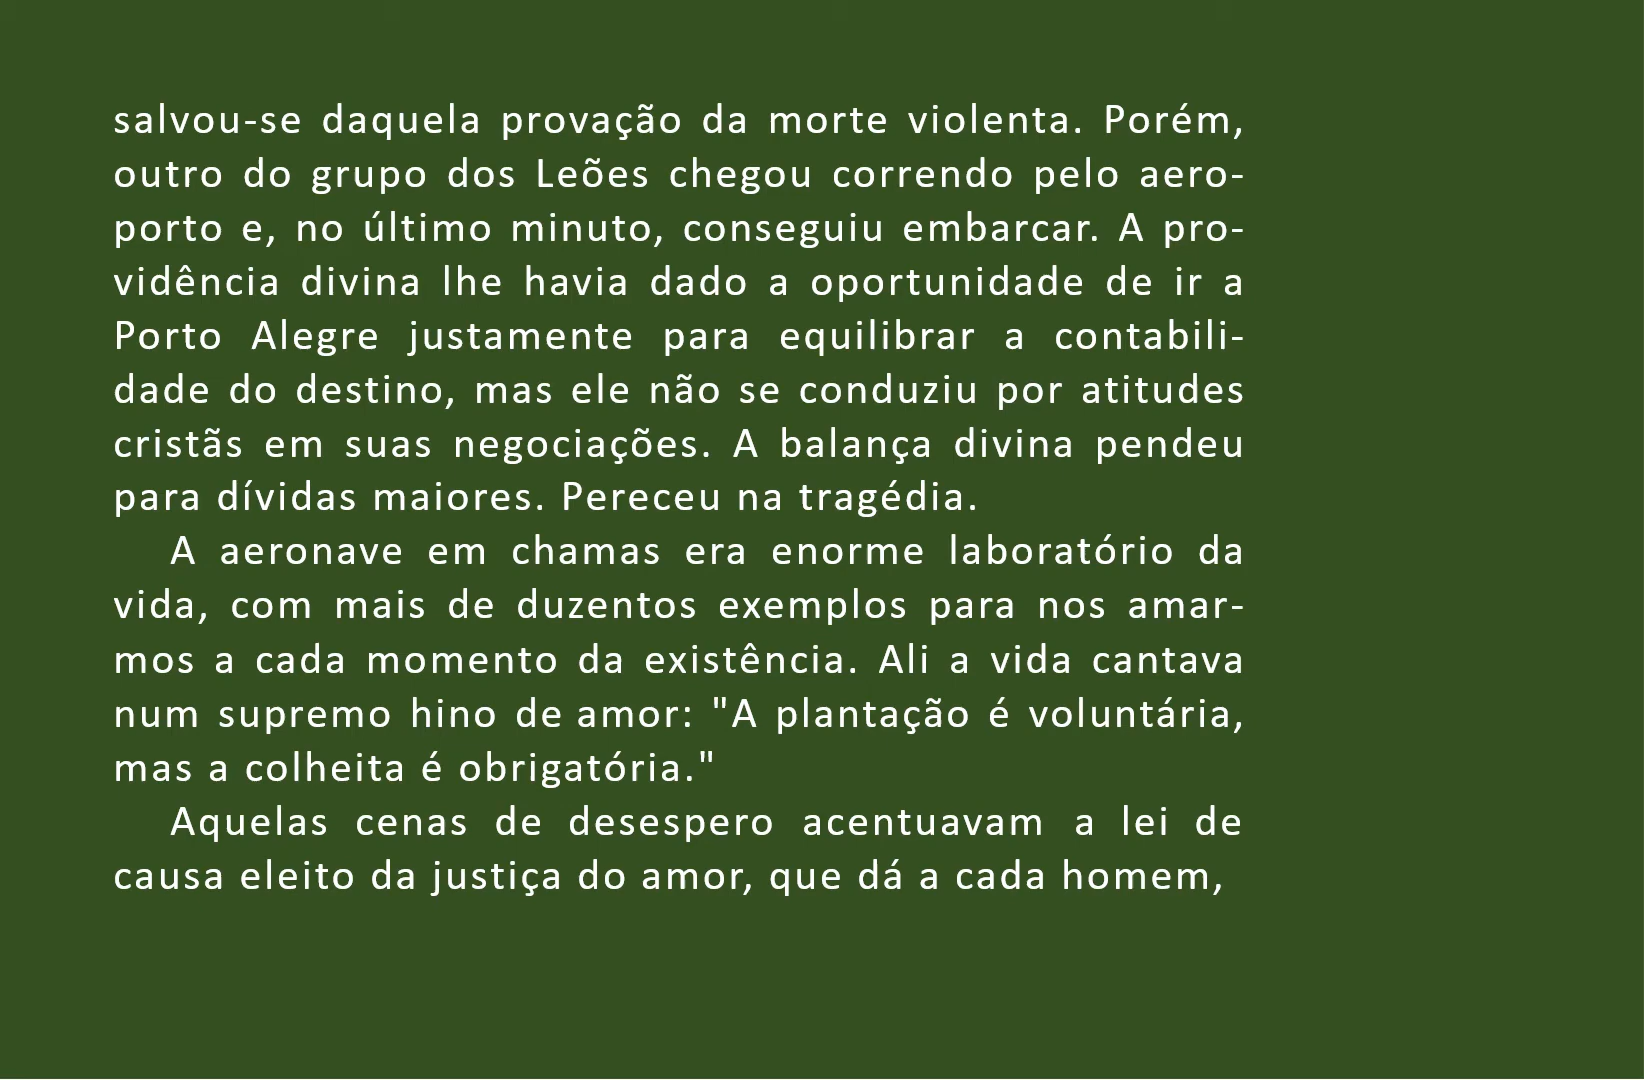 salvou-se daquela provação da morte violenta. Porém,
outro do grupo dos Leões chegou correndo pelo aero-
porto e, no último minuto, conseguiu embarcar. A pro-
vidência divina lhe havia dado a oportunidade de ir a
Porto Alegre justamente para equilibrar a contabili-
dade do destino, mas ele não se conduziu por atitudes
cristãs em suas negociações. A balança divina pendeu
para dívidas maiores. Pereceu na tragédia.
A aeronave em chamas era enorme laboratório da
vida, com mais de duzentos exemplos para nos amar-
mos a cada momento da existência. Ali a vida cantava
num supremo hino de amor: "A plantação é voluntária,
mas a colheita é obrigatória."
Aquelas cenas de desespero acentuavam a lei de
causa eleito da justiça do amor, que dá a cada homem,